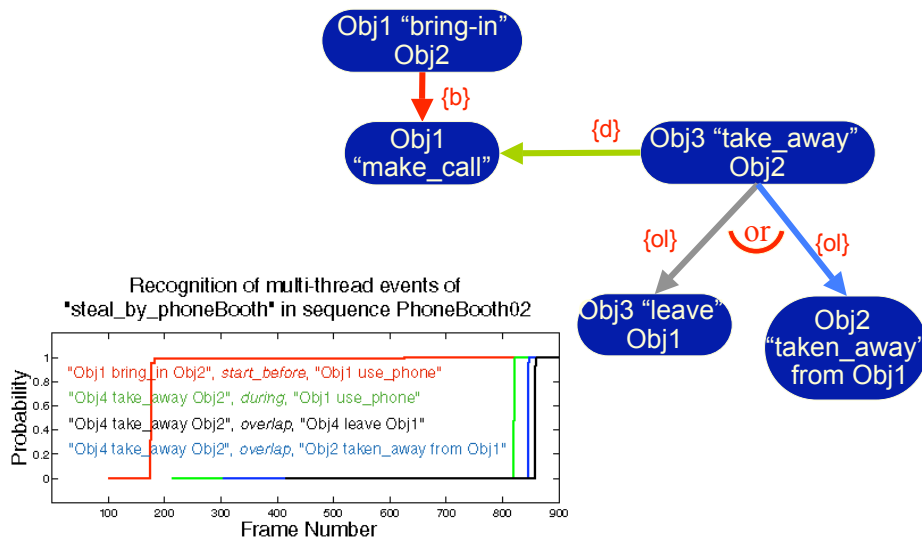 Obj1 “bring-in”
Obj2
{b}
Obj1
“make_call”
{d}
Obj3 “take_away”
Obj2
{ol}
or
{ol}
Obj3 “leave”
Obj1
Obj2
“taken_away”
from Obj1
Recognition of multi-thread events of
"steal_by_phoneBooth" in sequence PhoneBooth02
Probability
1
0.8
0.6
0.4
0.2
0
"Obj1 bring_in Obj2", start_before, "Obj1 use_phone"
"Obj4 take_away Obj2", during, "Obj1 use_phone"
"Obj4 take_away Obj2", overlap, "Obj4 leave Obj1"
"Obj4 take_away Obj2", overlap, "Obj2 taken_away from Obj1"
100 200 300 400 500 600 700 800 900
Frame Number